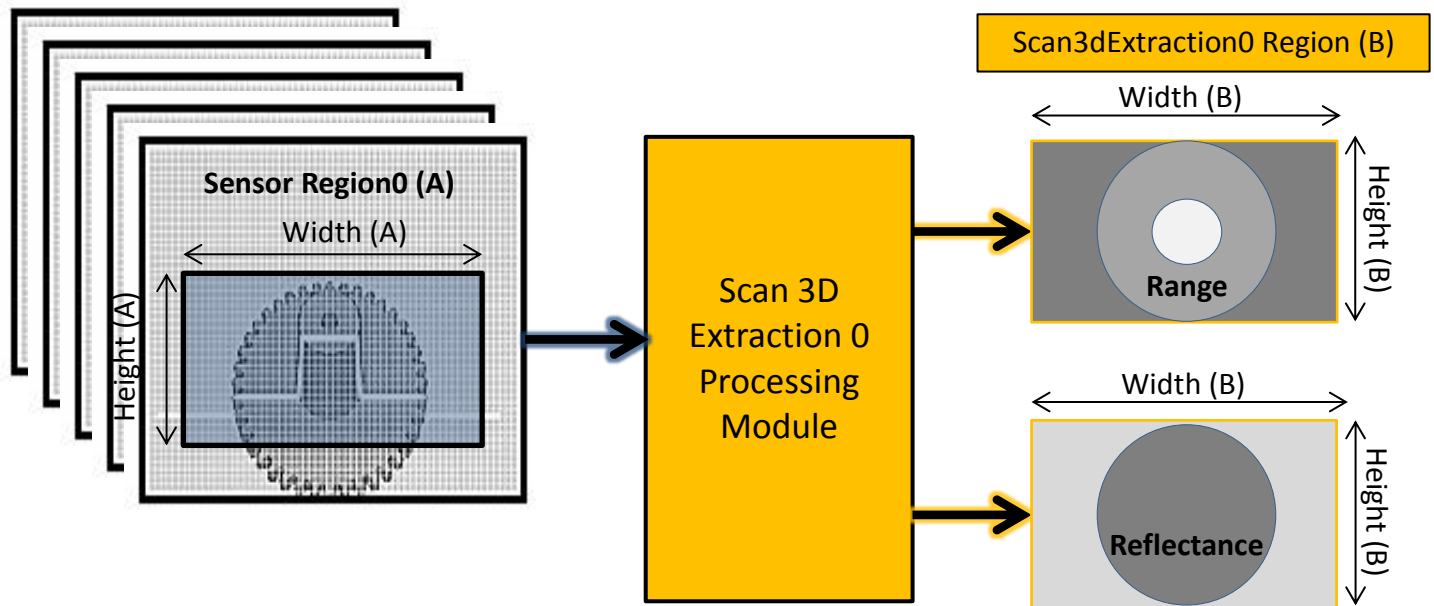 Sensor Region0 (A)
Width (A)
Height (A)
Scan 3D
Extraction 0
Processing
Module
Scan3dExtraction0 Region (B)
Width (B)
Height (B)
Range
Width (B)
Height (B)
Reflectance